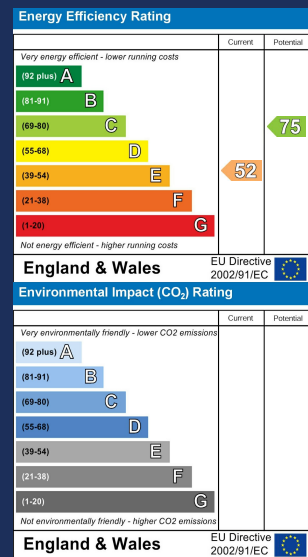 Energy Efficiency Rating
Current Potential
Very energy efficient - lower running costs
(92 plus) A
(81-91) B
(69-80) C
75
(55-68) D
(39-54) E
52
(21-38) F
(1-20) G
Not energy efficient - higher running costs
England & Wales
EU Directive
2002/91/EC
Environmental Impact (CO₂) Rating
Current Potential
Very environmentally friendly - lower CO2 emissions
(92 plus) A
(81-91) B
(69-80) C
(55-68) D
(39-54) E
(21-38) F
(1-20) G
Not environmentally friendly - higher CO2 emissions
England & Wales
EU Directive
2002/91/EC